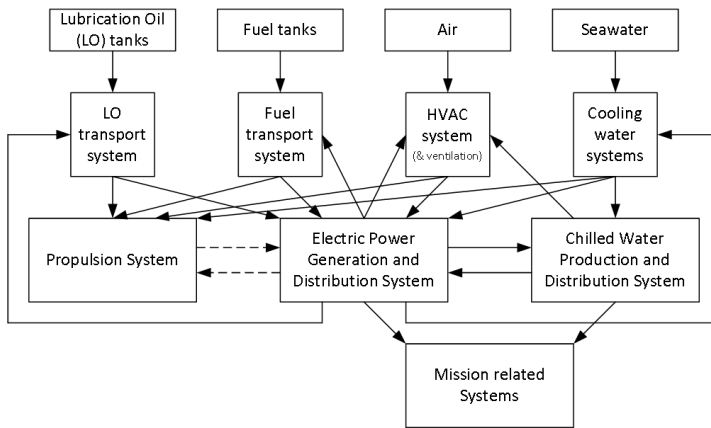 Lubrication Oil
(LO) tanks
Fuel tanks
Air
Seawater
LO
transport
system
Fuel
transport
system
HVAC
system
(& ventilation)
Cooling
water
systems
Propulsion System
Electric Power
Generation and
Distribution System
Chilled Water
Production and
Distribution System
Mission related
Systems